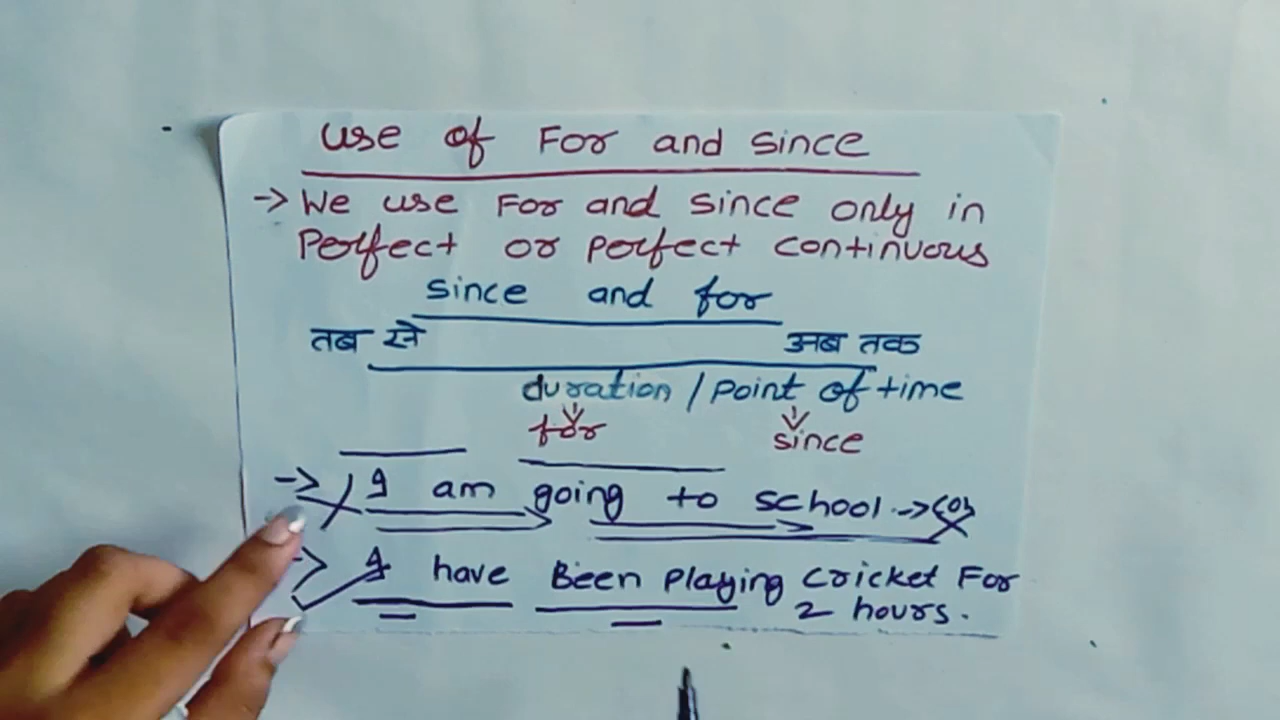 use of For and since
→ We use For and since only in
Perfect or perfect continuous
since and for
तब से अब तक
duration / point of time
for since
→ I am going to school. →
→ I have Been Playing cricket For
2 hours.